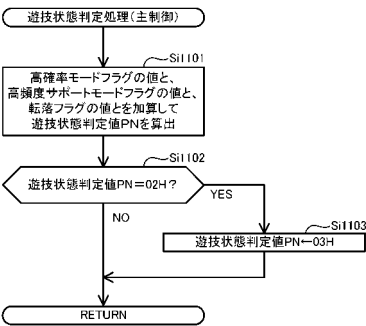 遊技状態判定処理(主制御)
Si1101
高確率モードフラグの値と、
高頻度サポートモードフラグの値と、
転落フラグの値とを加算して
遊技状態判定値PNを算出
Si1102
遊技状態判定値PN=02H?
YES
NO
Si1103
遊技状態判定値PN←03H
RETURN